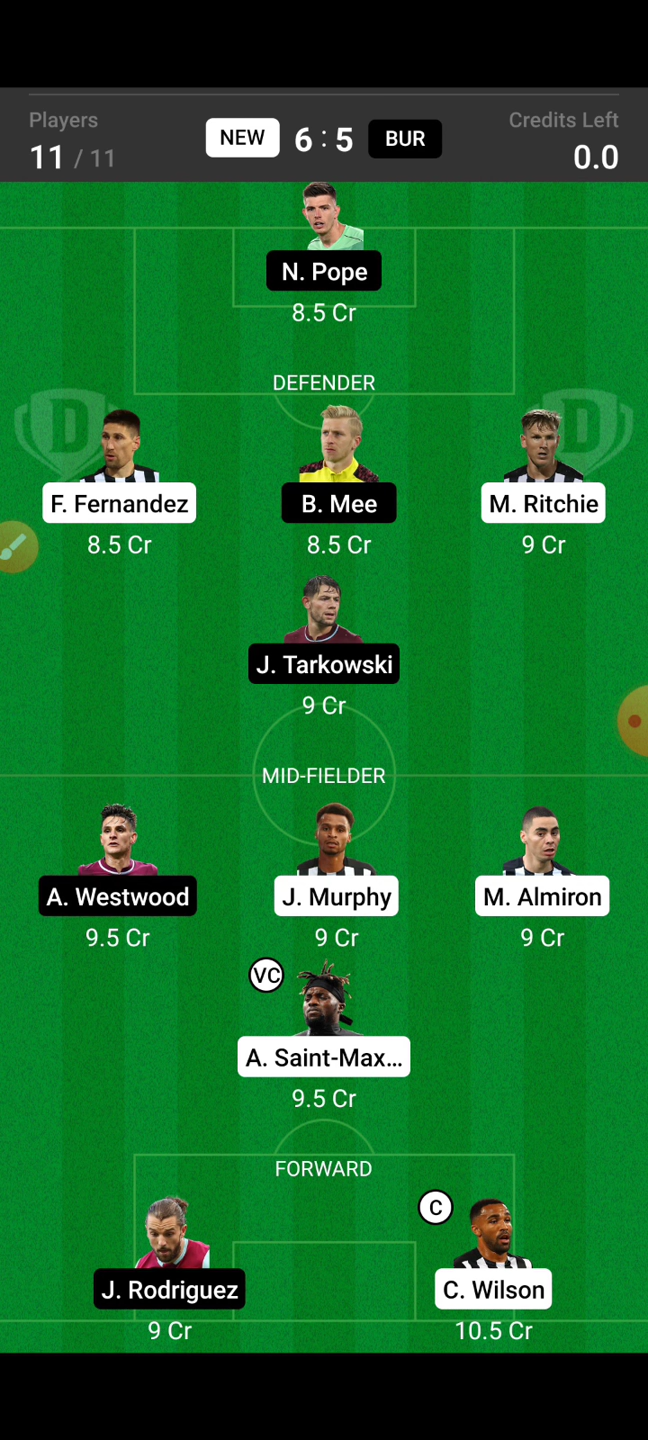 Players
11 / 11
NEW 6 : 5 BUR
Credits Left
0.0
N. Pope
8.5 Cr
DEFENDER
F. Fernandez
8.5 Cr
B. Mee
8.5 Cr
M. Ritchie
9 Cr
J. Tarkowski
9 Cr
MID-FIELDER
A. Westwood
9.5 Cr
J. Murphy
9 Cr
M. Almiron
9 Cr
VC
A. Saint-Max...
9.5 Cr
FORWARD
J. Rodriguez
9 Cr
C
C. Wilson
10.5 Cr